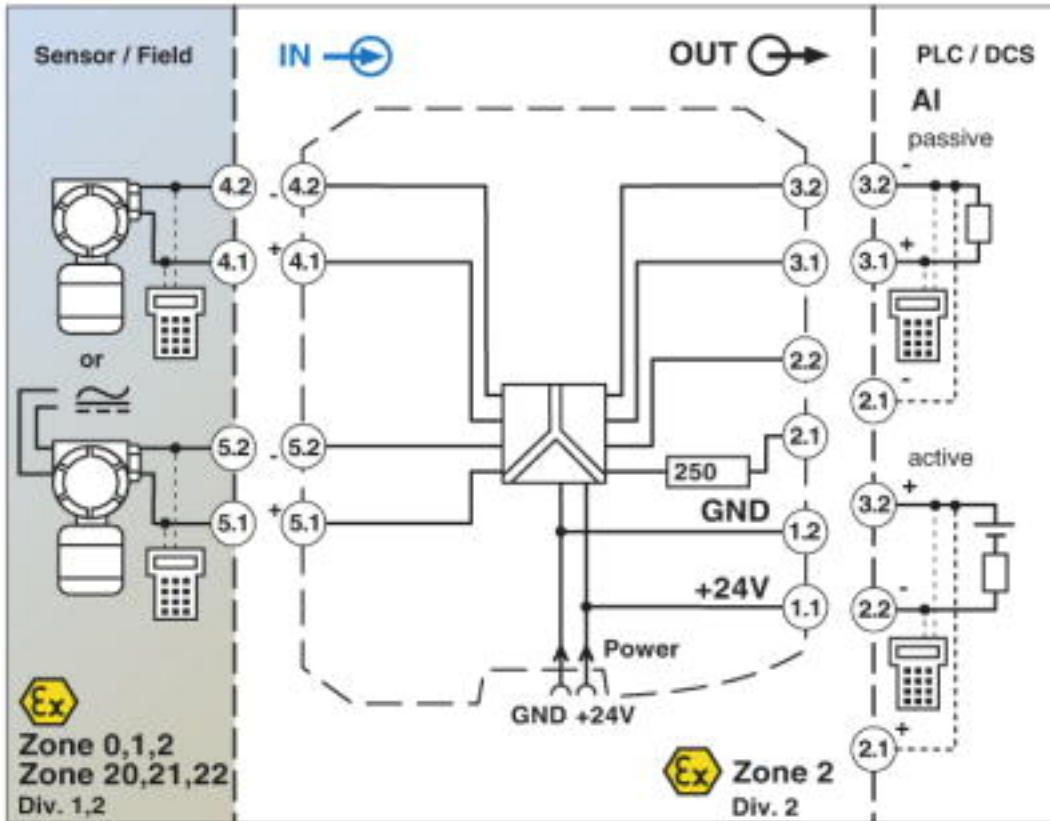 Sensor / Field
IN
OUT
PLC / DCS
AI
passive
4.2
-
4.2
3.2
3.2
-
4.1
+
4.1
3.1
3.1
+
or
2.2
2.1
-
5.2
-
5.2
2.1
active
250
3.2
+
5.1
+
5.1
GND
1.2
+24V
1.1
2.2
-
Power
GND +24V
2.1
+
Ex
Zone 0,1,2
Zone 20,21,22
Div. 1,2
Ex
Zone 2
Div. 2